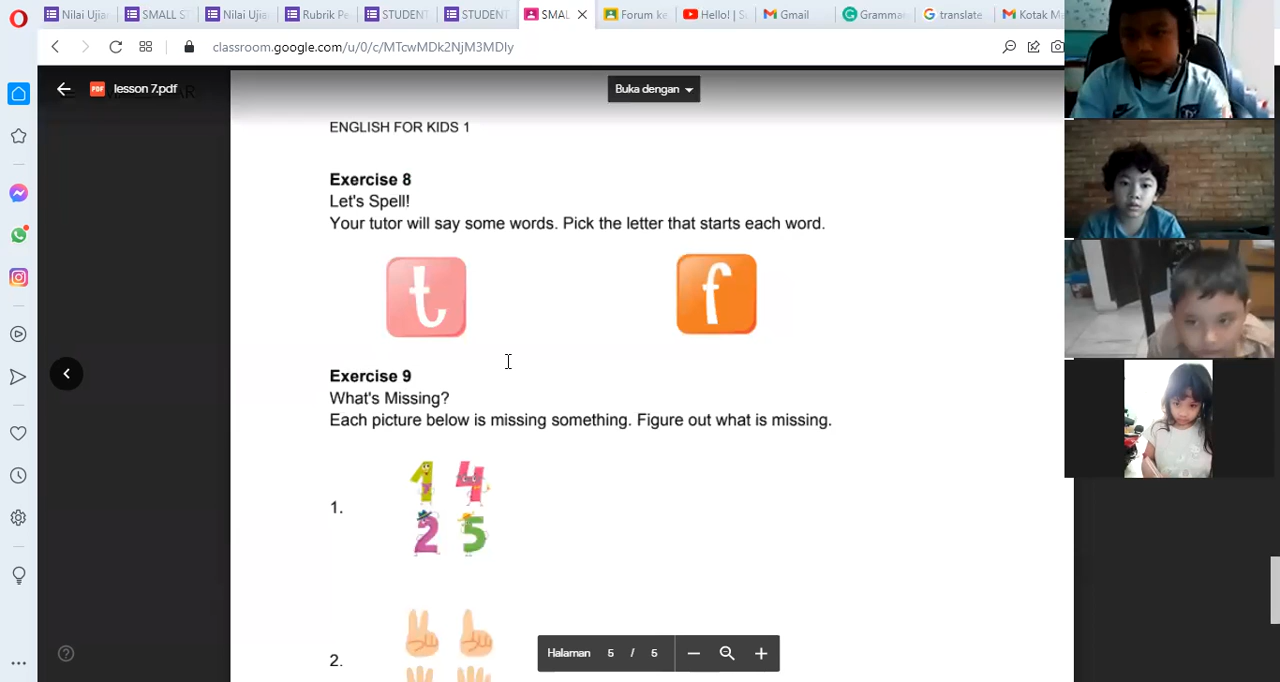 Nilai Ujia
SMALL S
Nilai Ujia
Rubrik Pe
STUDENT
STUDENT
SMAL
Forum ke
Hello! | S
Gmail
Gramma
translate
Kotak Ma
classroom.google.com/u/0/c/MTcwMDk2NjM3MDIy
PDF lesson 7.pdf
Buka dengan
ENGLISH FOR KIDS 1
Exercise 8
Let's Spell!
Your tutor will say some words. Pick the letter that starts each word.
t f
Exercise 9
What's Missing?
Each picture below is missing something. Figure out what is missing.
1 4
1.
2 5
2.
Halaman 5 / 5